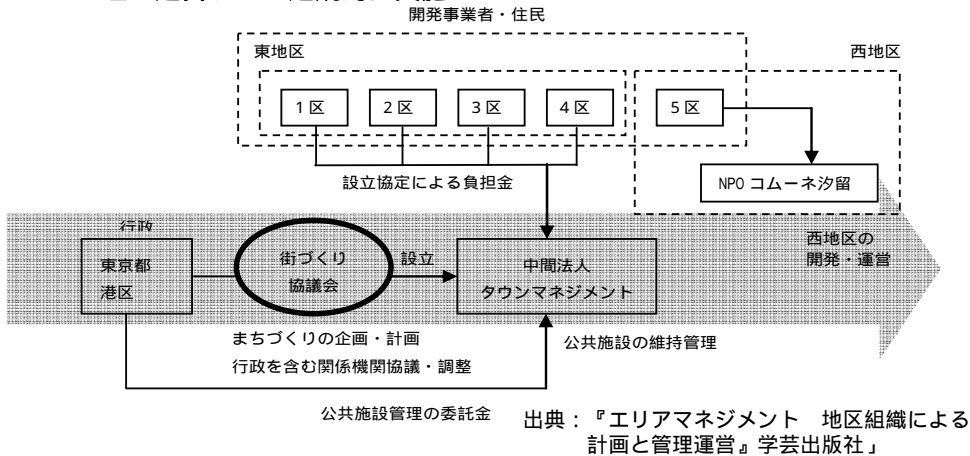 開発事業者・住民
東地区
西地区
1区
2区
3区
4区
5区
設立協定による負担金
NPOコムーネ汐留
行政
東京都
港区
街づくり
協議会
設立
中間法人
タウンマネジメント
西地区の
開発・運営
まちづくりの企画・計画
行政を含む関係機関協議・調整
公共施設の維持管理
公共施設管理の委託金
出典：『エリアマネジメント　地区組織による
計画と管理運営』学芸出版社」